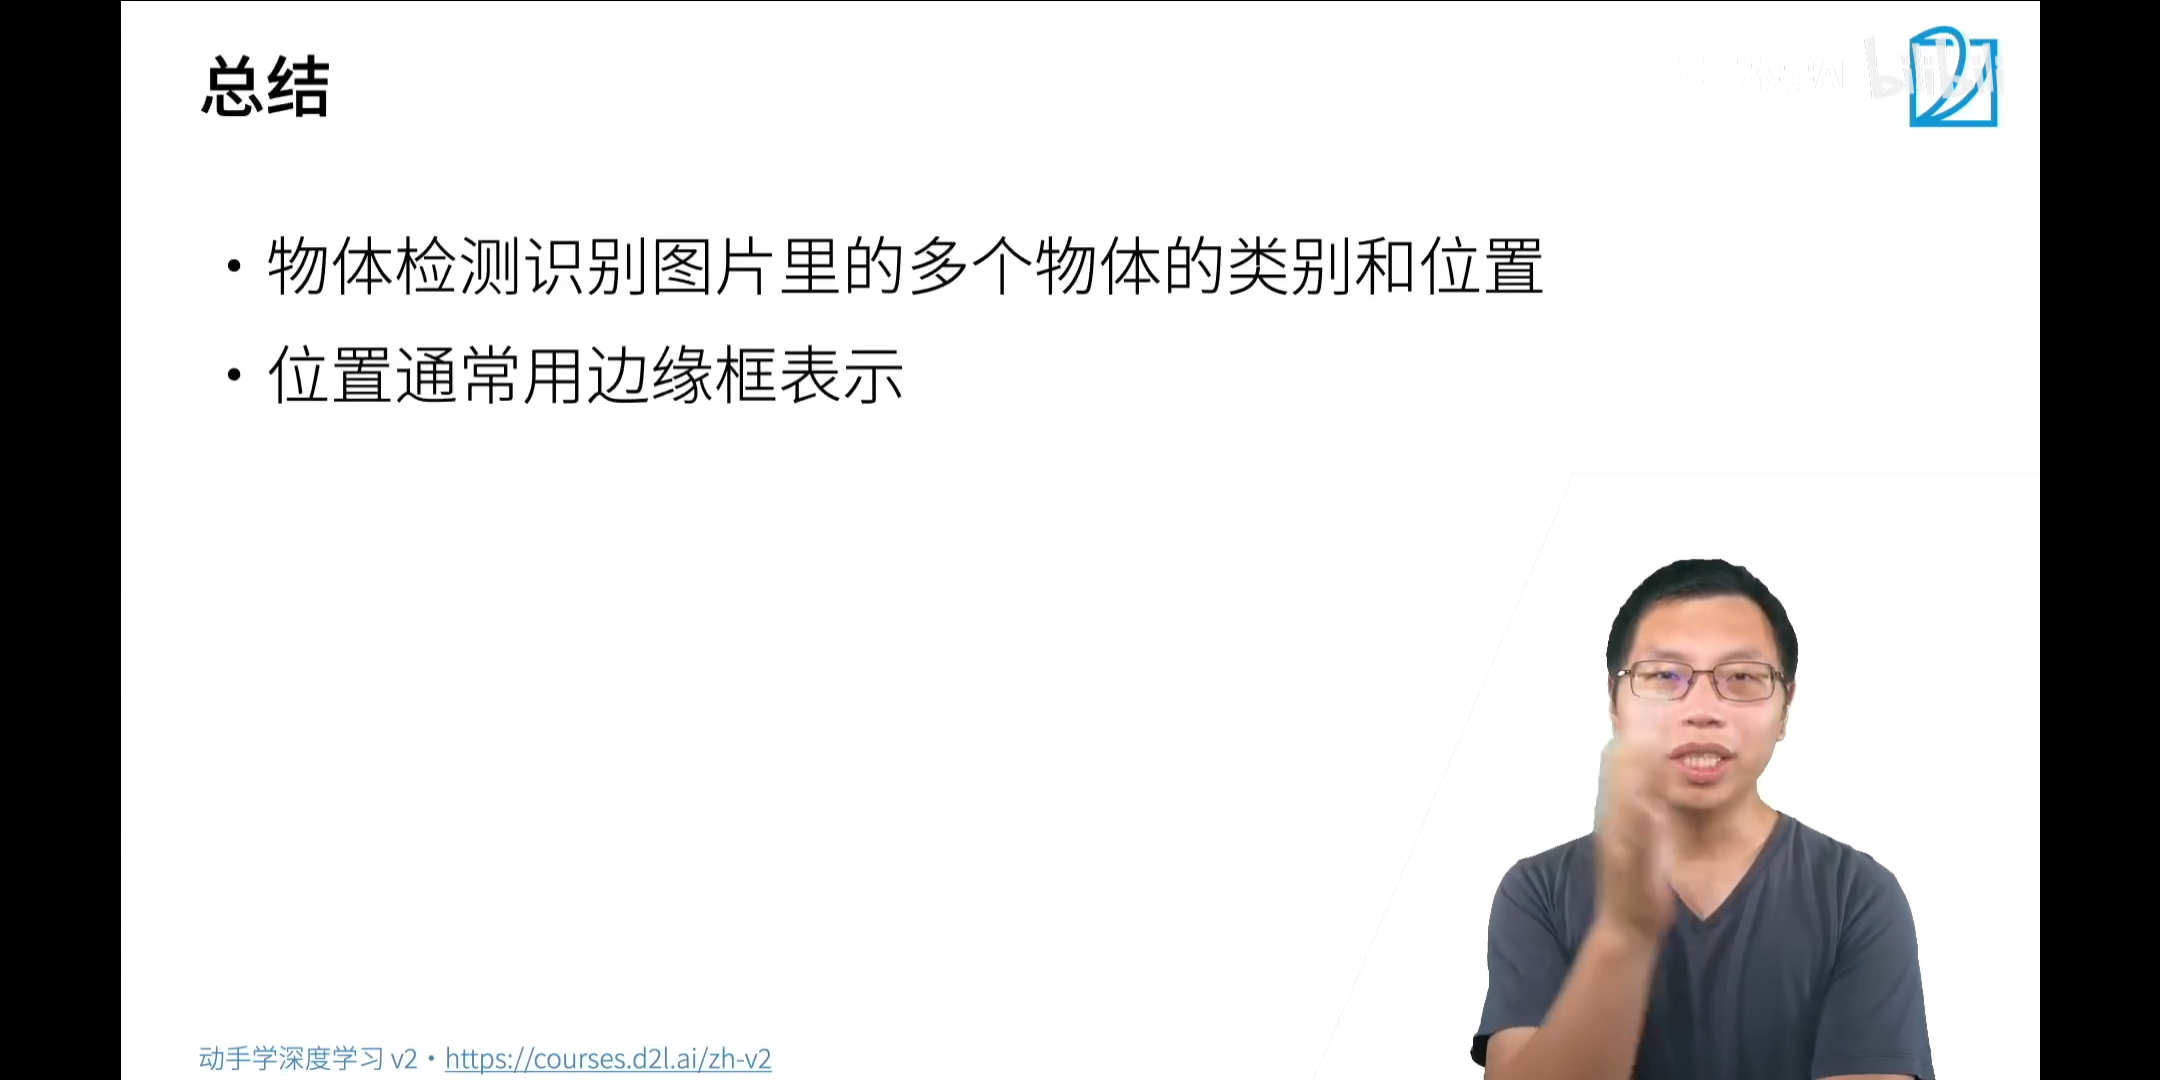 总结
• 物体检测识别图片里的多个物体的类别和位置
• 位置通常用边缘框表示
动手学深度学习 v2 • https://courses.d2l.ai/zh-v2
bilibili